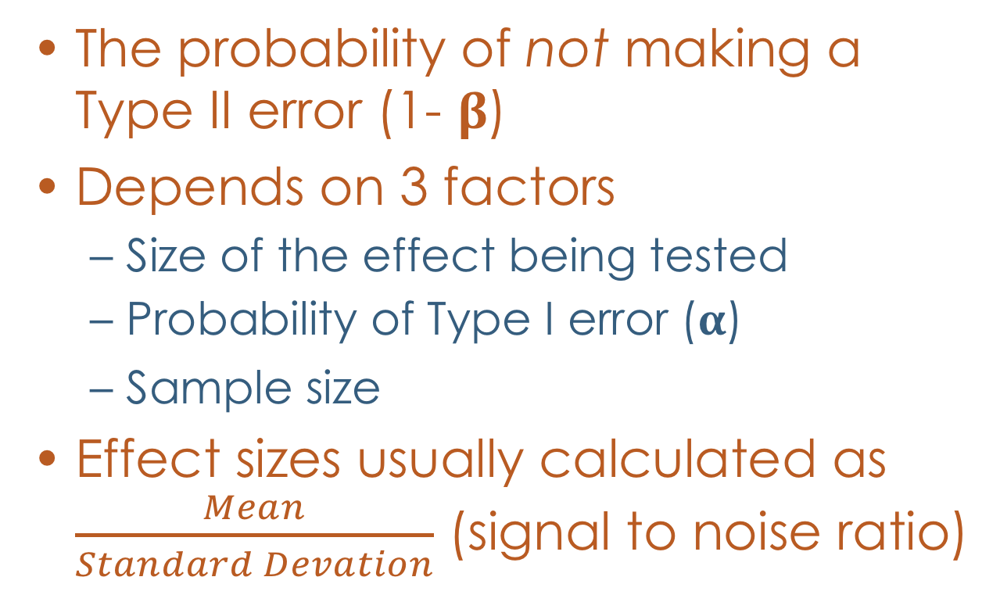 • The probability of not making a
Type II error (1- β)
• Depends on 3 factors
– Size of the effect being tested
– Probability of Type I error (α)
– Sample size
• Effect sizes usually calculated as
Mean
(signal to noise ratio)
Standard Devation